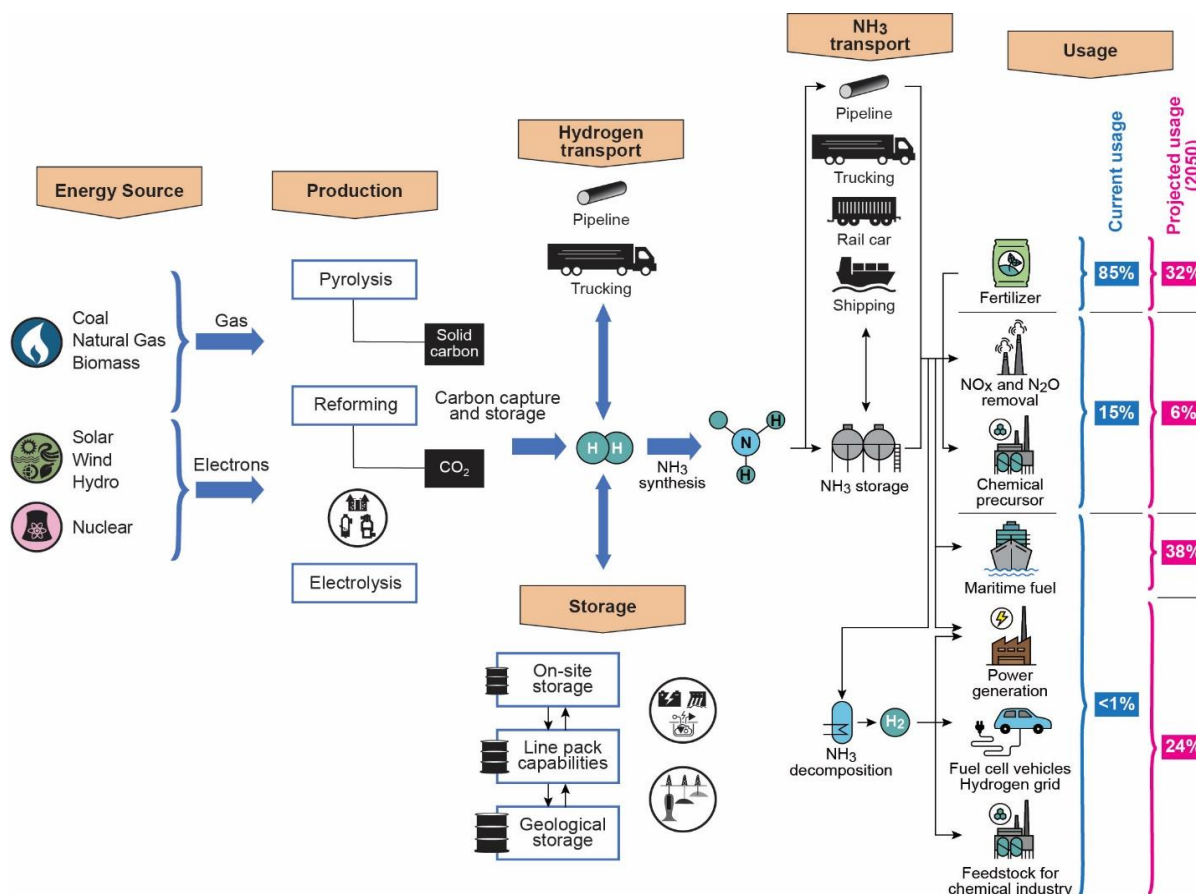 Energy Source
Coal
Natural Gas
Biomass
Solar
Wind
Hydro
Nuclear
Gas
Electrons
Production
Pyrolysis
Solid
carbon
Reforming
CO₂
Electrolysis
Carbon capture
and storage
Hydrogen
transport
Pipeline
Trucking
H H
NH₃
synthesis
Storage
On-site
storage
Line pack
capabilities
Geological
storage
N
H
H
NH₃
transport
Pipeline
Trucking
Rail car
Shipping
NH₃ storage
NH₃
decomposition
H₂
Usage
Current usage
Projected usage
(2050)
Fertilizer
85%
32%
NOx and N₂O
removal
Chemical
precursor
15%
6%
Maritime fuel
38%
Power
generation
Fuel cell vehicles
Hydrogen grid
Feedstock for
chemical industry
<1%
24%